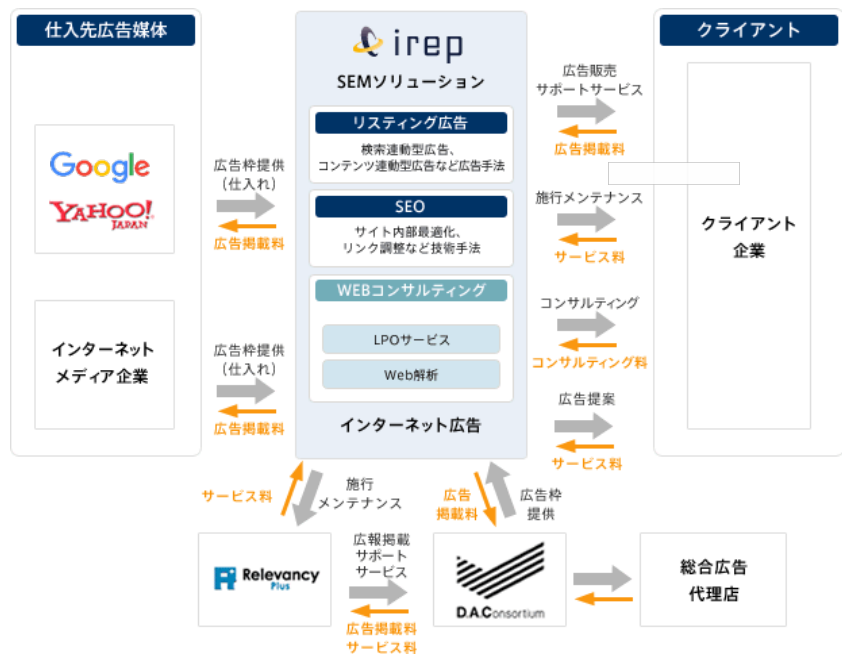 仕入先広告媒体
Google
YAHOO!
JAPAN
インターネット
メディア企業
広告枠提供
(仕入れ)
広告掲載料
広告枠提供
(仕入れ)
広告掲載料
irep
SEMソリューション
リスティング広告
検索連動型広告、
コンテンツ連動型広告など広告手法
SEO
サイト内部最適化、
リンク調整など技術手法
WEBコンサルティング
LPOサービス
Web解析
インターネット広告
広告販売
サポートサービス
広告掲載料
施行メンテナンス
サービス料
コンサルティング
コンサルティング料
広告提案
サービス料
クライアント
クライアント
企業
サービス料
施行
メンテナンス
広告
掲載料
広告枠
提供
Relevancy
Plus
広報掲載
サポート
サービス
広告掲載料
サービス料
D.A.Consortium
総合広告
代理店